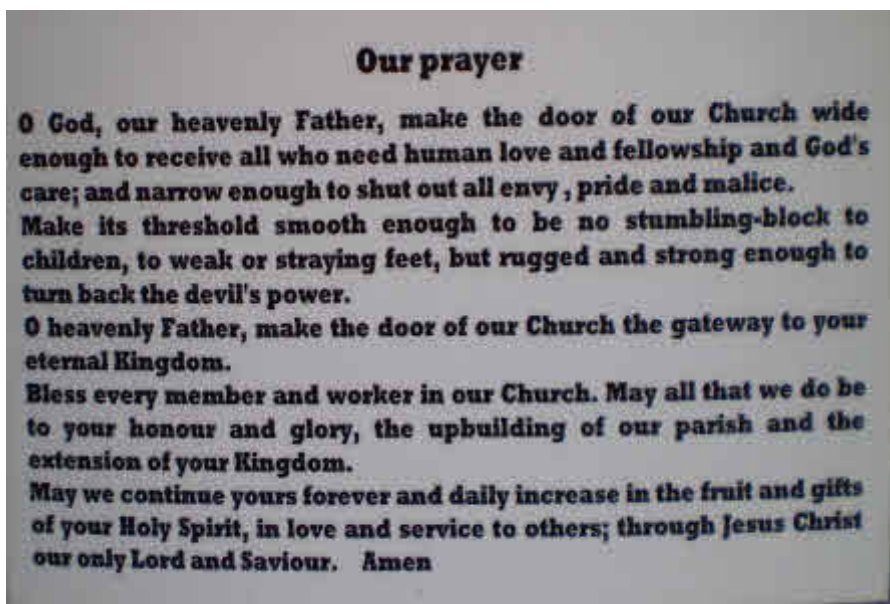 Our prayer
O God, our heavenly Father, make the door of our Church wide
enough to receive all who need human love and fellowship and God's
care; and narrow enough to shut out all envy , pride and malice.
Make its threshold smooth enough to be no stumbling-block to
children, to weak or straying feet, but rugged and strong enough to
turn back the devil's power.
O heavenly Father, make the door of our Church the gateway to your
eternal Kingdom.
Bless every member and worker in our Church. May all that we do be
to your honour and glory, the upbuilding of our parish and the
extension of your Kingdom.
May we continue yours forever and daily increase in the fruit and gifts
of your Holy Spirit, in love and service to others; through Jesus Christ
our only Lord and Saviour. Amen